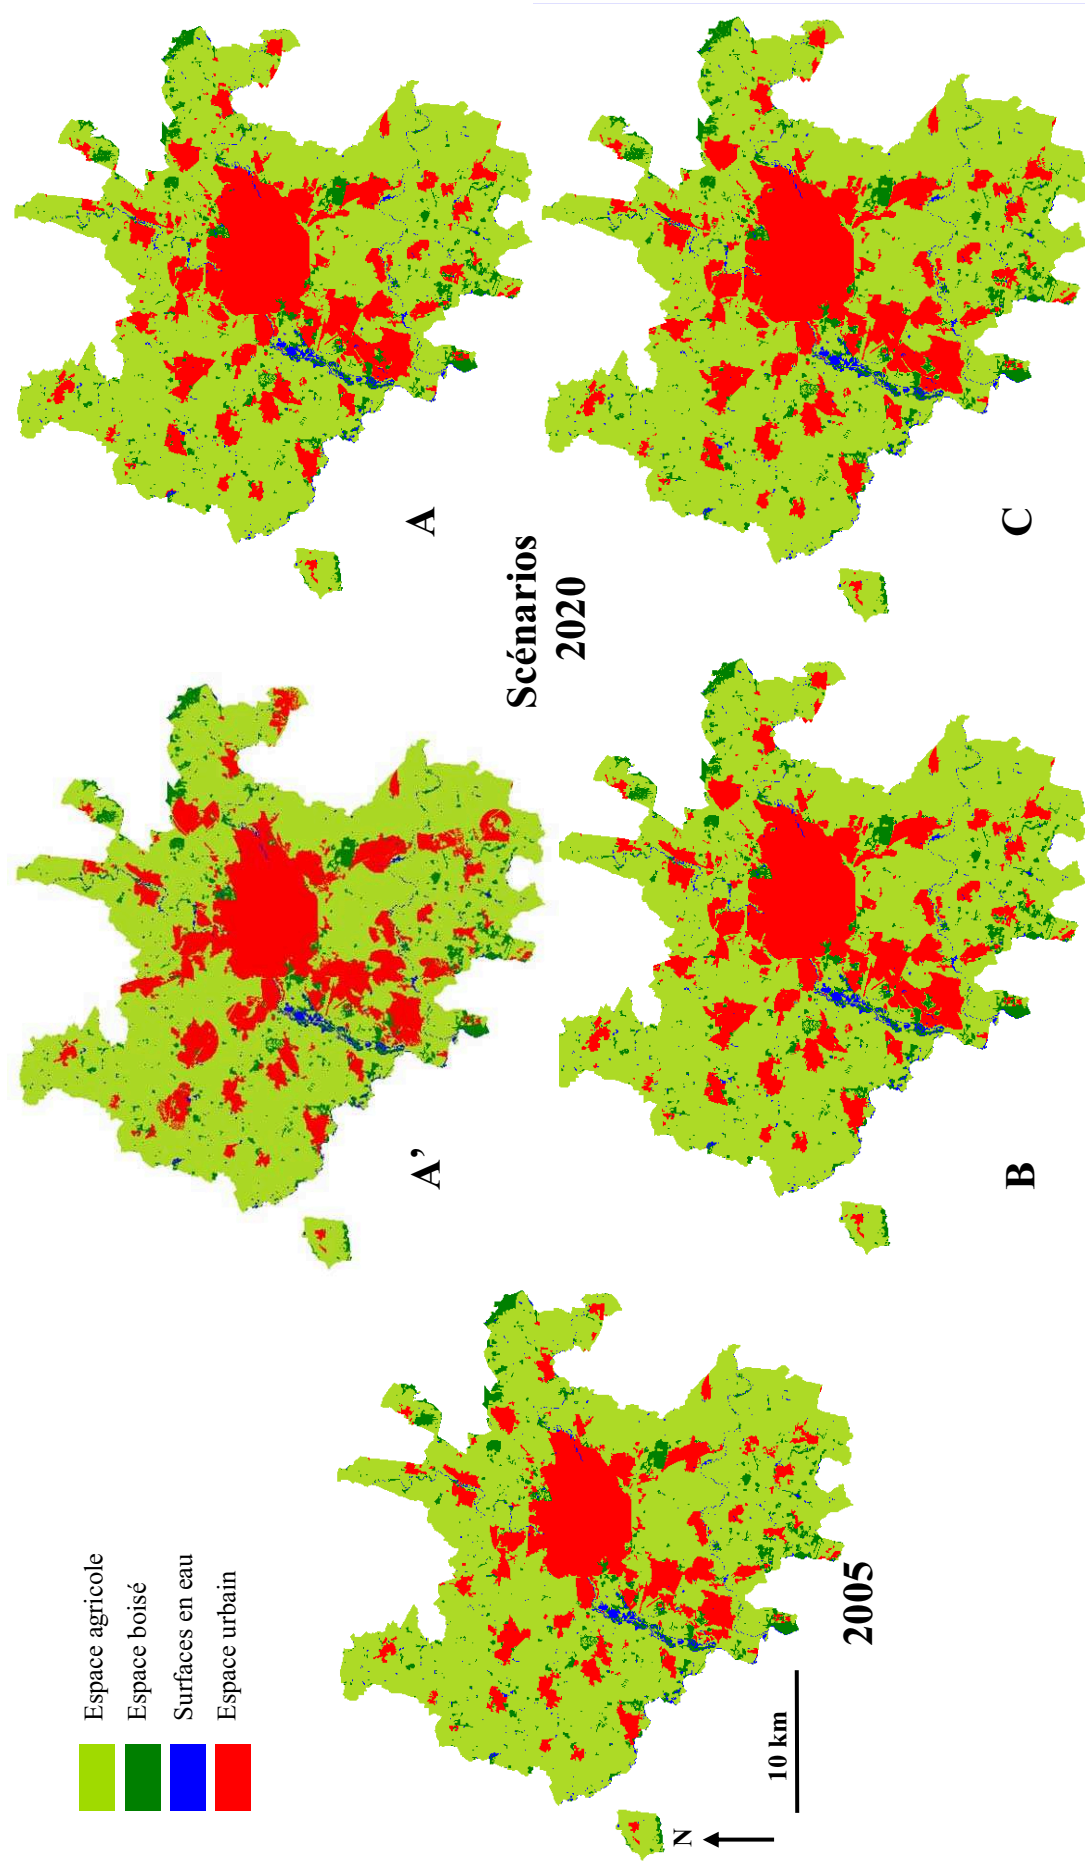 Espace agricole
Espace boisé
Surfaces en eau
Espace urbain
A’
A
Scénarios
2020
B
C
2005
10 km
N